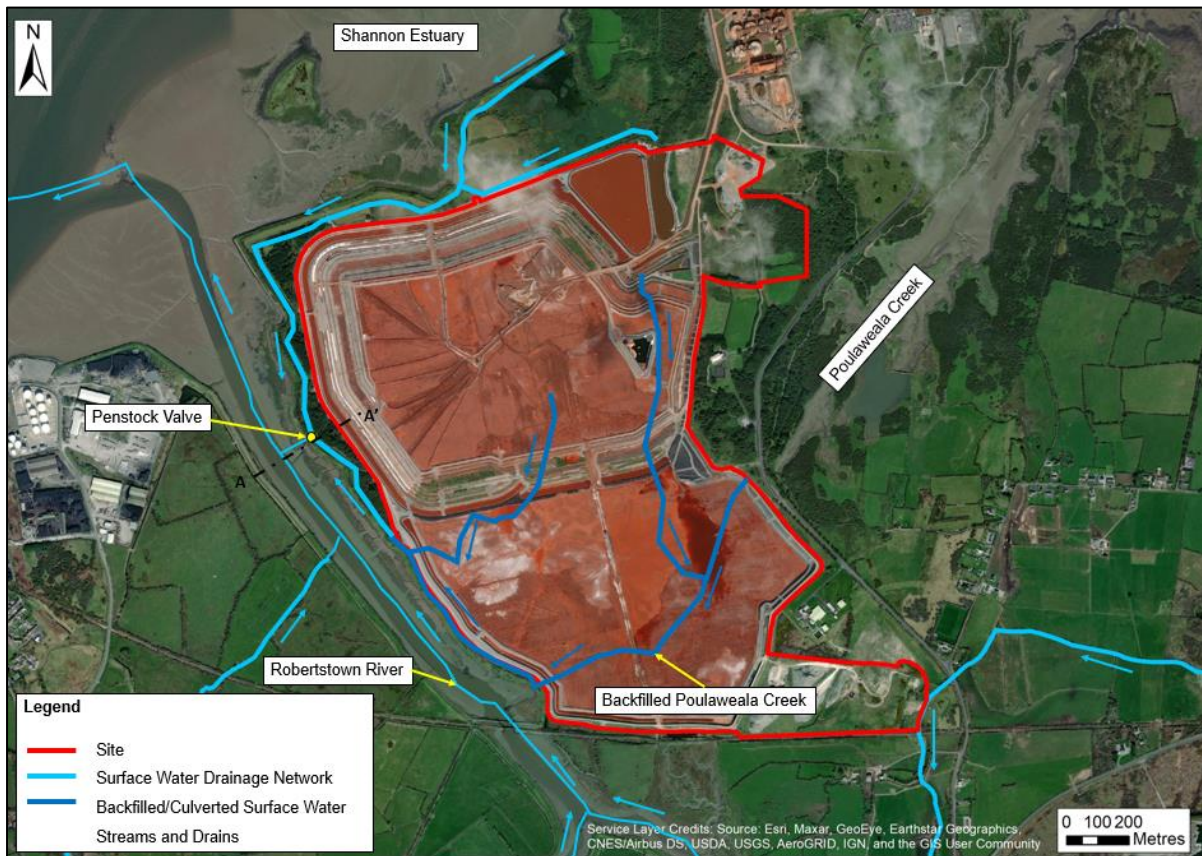 N
Shannon Estuary
Poulaweala Creek
Penstock Valve
A'
A
Robertstown River
Backfilled Poulaweala Creek
Legend
Site
Surface Water Drainage Network
Backfilled/Culverted Surface Water
Streams and Drains
Service Layer Credits: Source: Esri, Maxar, GeoEye, Earthstar Geographics,
CNES/Airbus DS, USDA, USGS, AeroGRID, IGN, and the GIS User Community
0 100 200
Metres